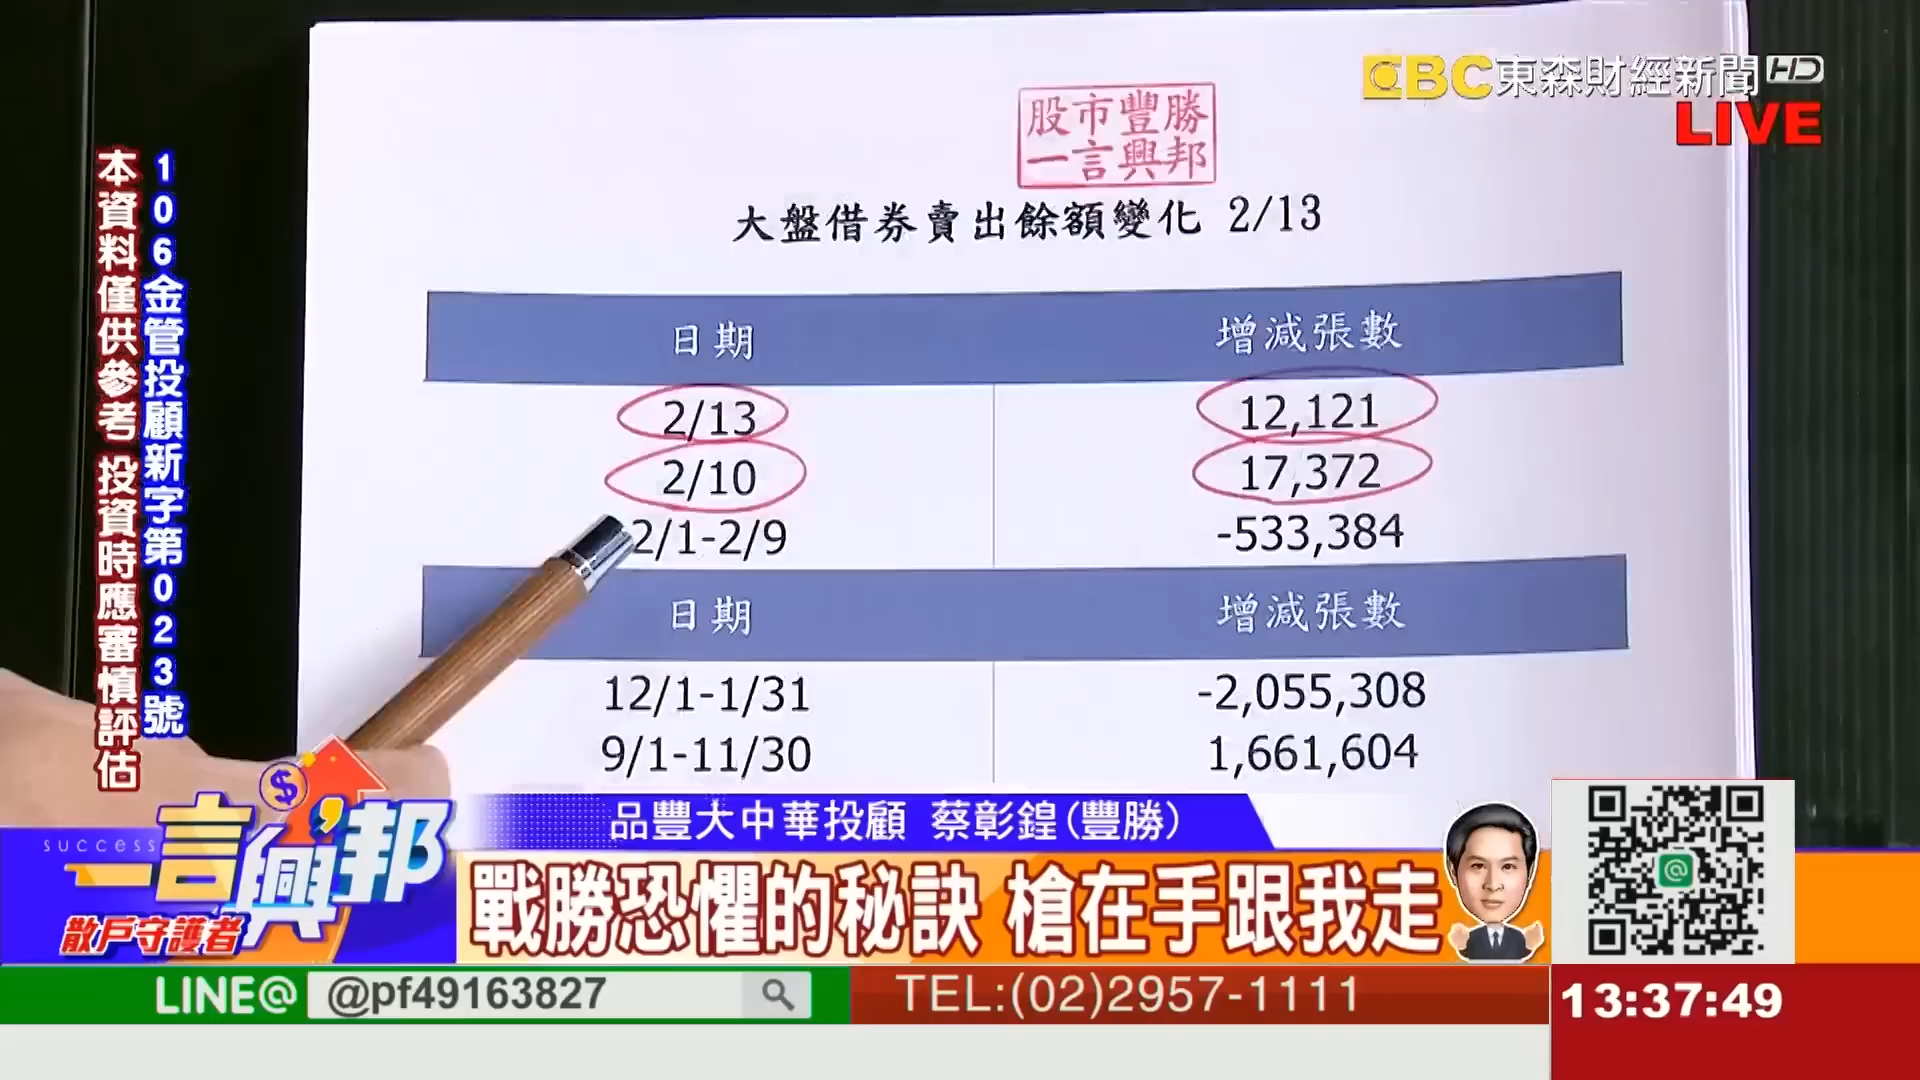 EBC東森財經新聞HD
LIVE
股市豐勝
一言興邦
大盤借券賣出餘額變化 2/13
日期 增減張數
2/13 12,121
2/10 17,372
2/1-2/9 -533,384
日期 增減張數
12/1-1/31 -2,055,308
9/1-11/30 1,661,604
106金管投顧新字第023號
本資料僅供參考 投資時應審慎評估
$
success
一言興邦
散戶守護者
品豐大中華投顧 蔡彰鍠(豐勝)
戰勝恐懼的秘訣 槍在手跟我走
LINE@ @pf49163827
TEL:(02)2957-1111
13:37:49